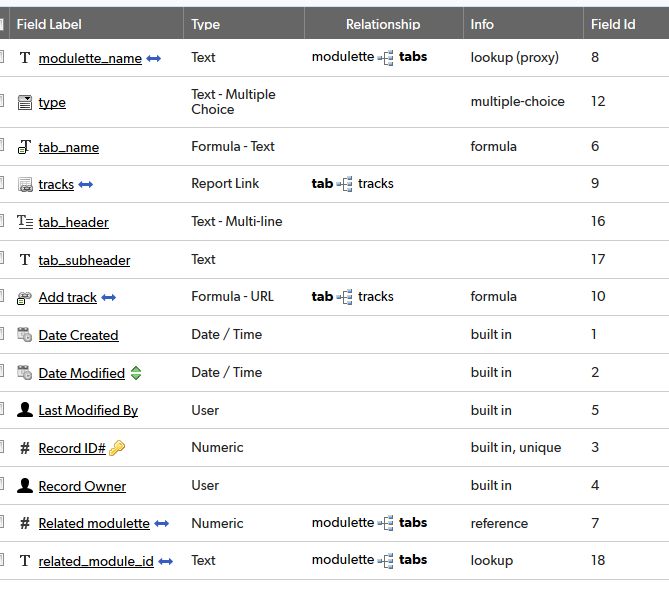 Field Label Type Relationship Info Field Id
modulette_name Text modulette tabs lookup (proxy) 8
type Text - Multiple Choice multiple-choice 12
tab_name Formula - Text formula 6
tracks Report Link tab tracks 9
tab_header Text - Multi-line 16
tab_subheader Text 17
Add track Formula - URL tab tracks formula 10
Date Created Date / Time built in 1
Date Modified Date / Time built in 2
Last Modified By User built in 5
Record ID# Numeric built in, unique 3
Record Owner User built in 4
Related modulette Numeric modulette tabs reference 7
related_module_id Text modulette tabs lookup 18